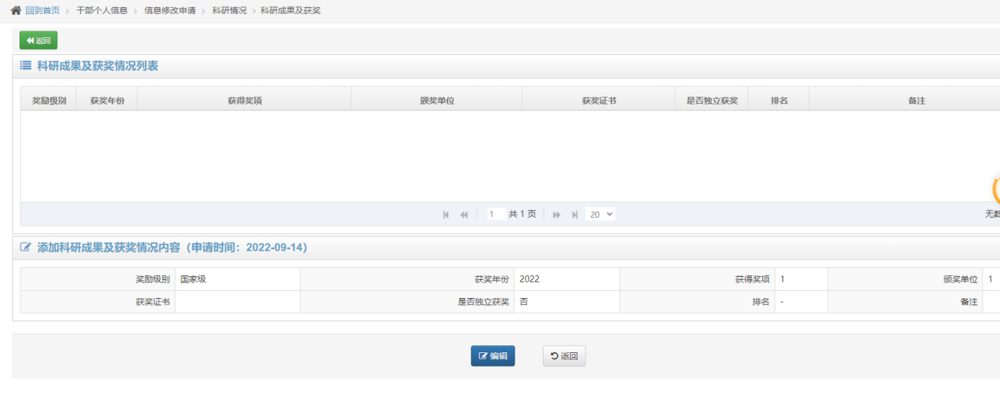 回到首页 › 干部个人信息 › 信息修改申请 › 科研情况 › 科研成果及获奖
返回
科研成果及获奖情况列表
奖励级别 获奖年份 获得奖项 颁奖单位 获奖证书 是否独立获奖 排名 备注
1 共 1 页 20 无数
添加科研成果及获奖情况内容（申请时间：2022-09-14）
奖励级别 国家级 获奖年份 2022 获得奖项 1 颁奖单位 1
获奖证书 是否独立获奖 否 排名 - 备注
编辑 返回